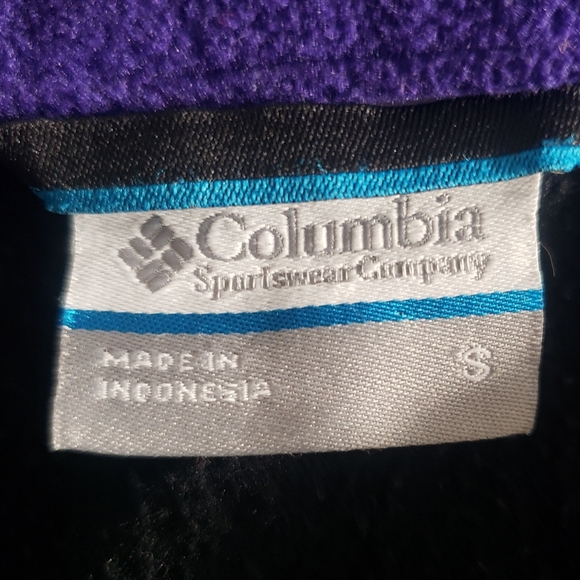 Columbia
Sportswear Company
MADE IN S
INDONESIA